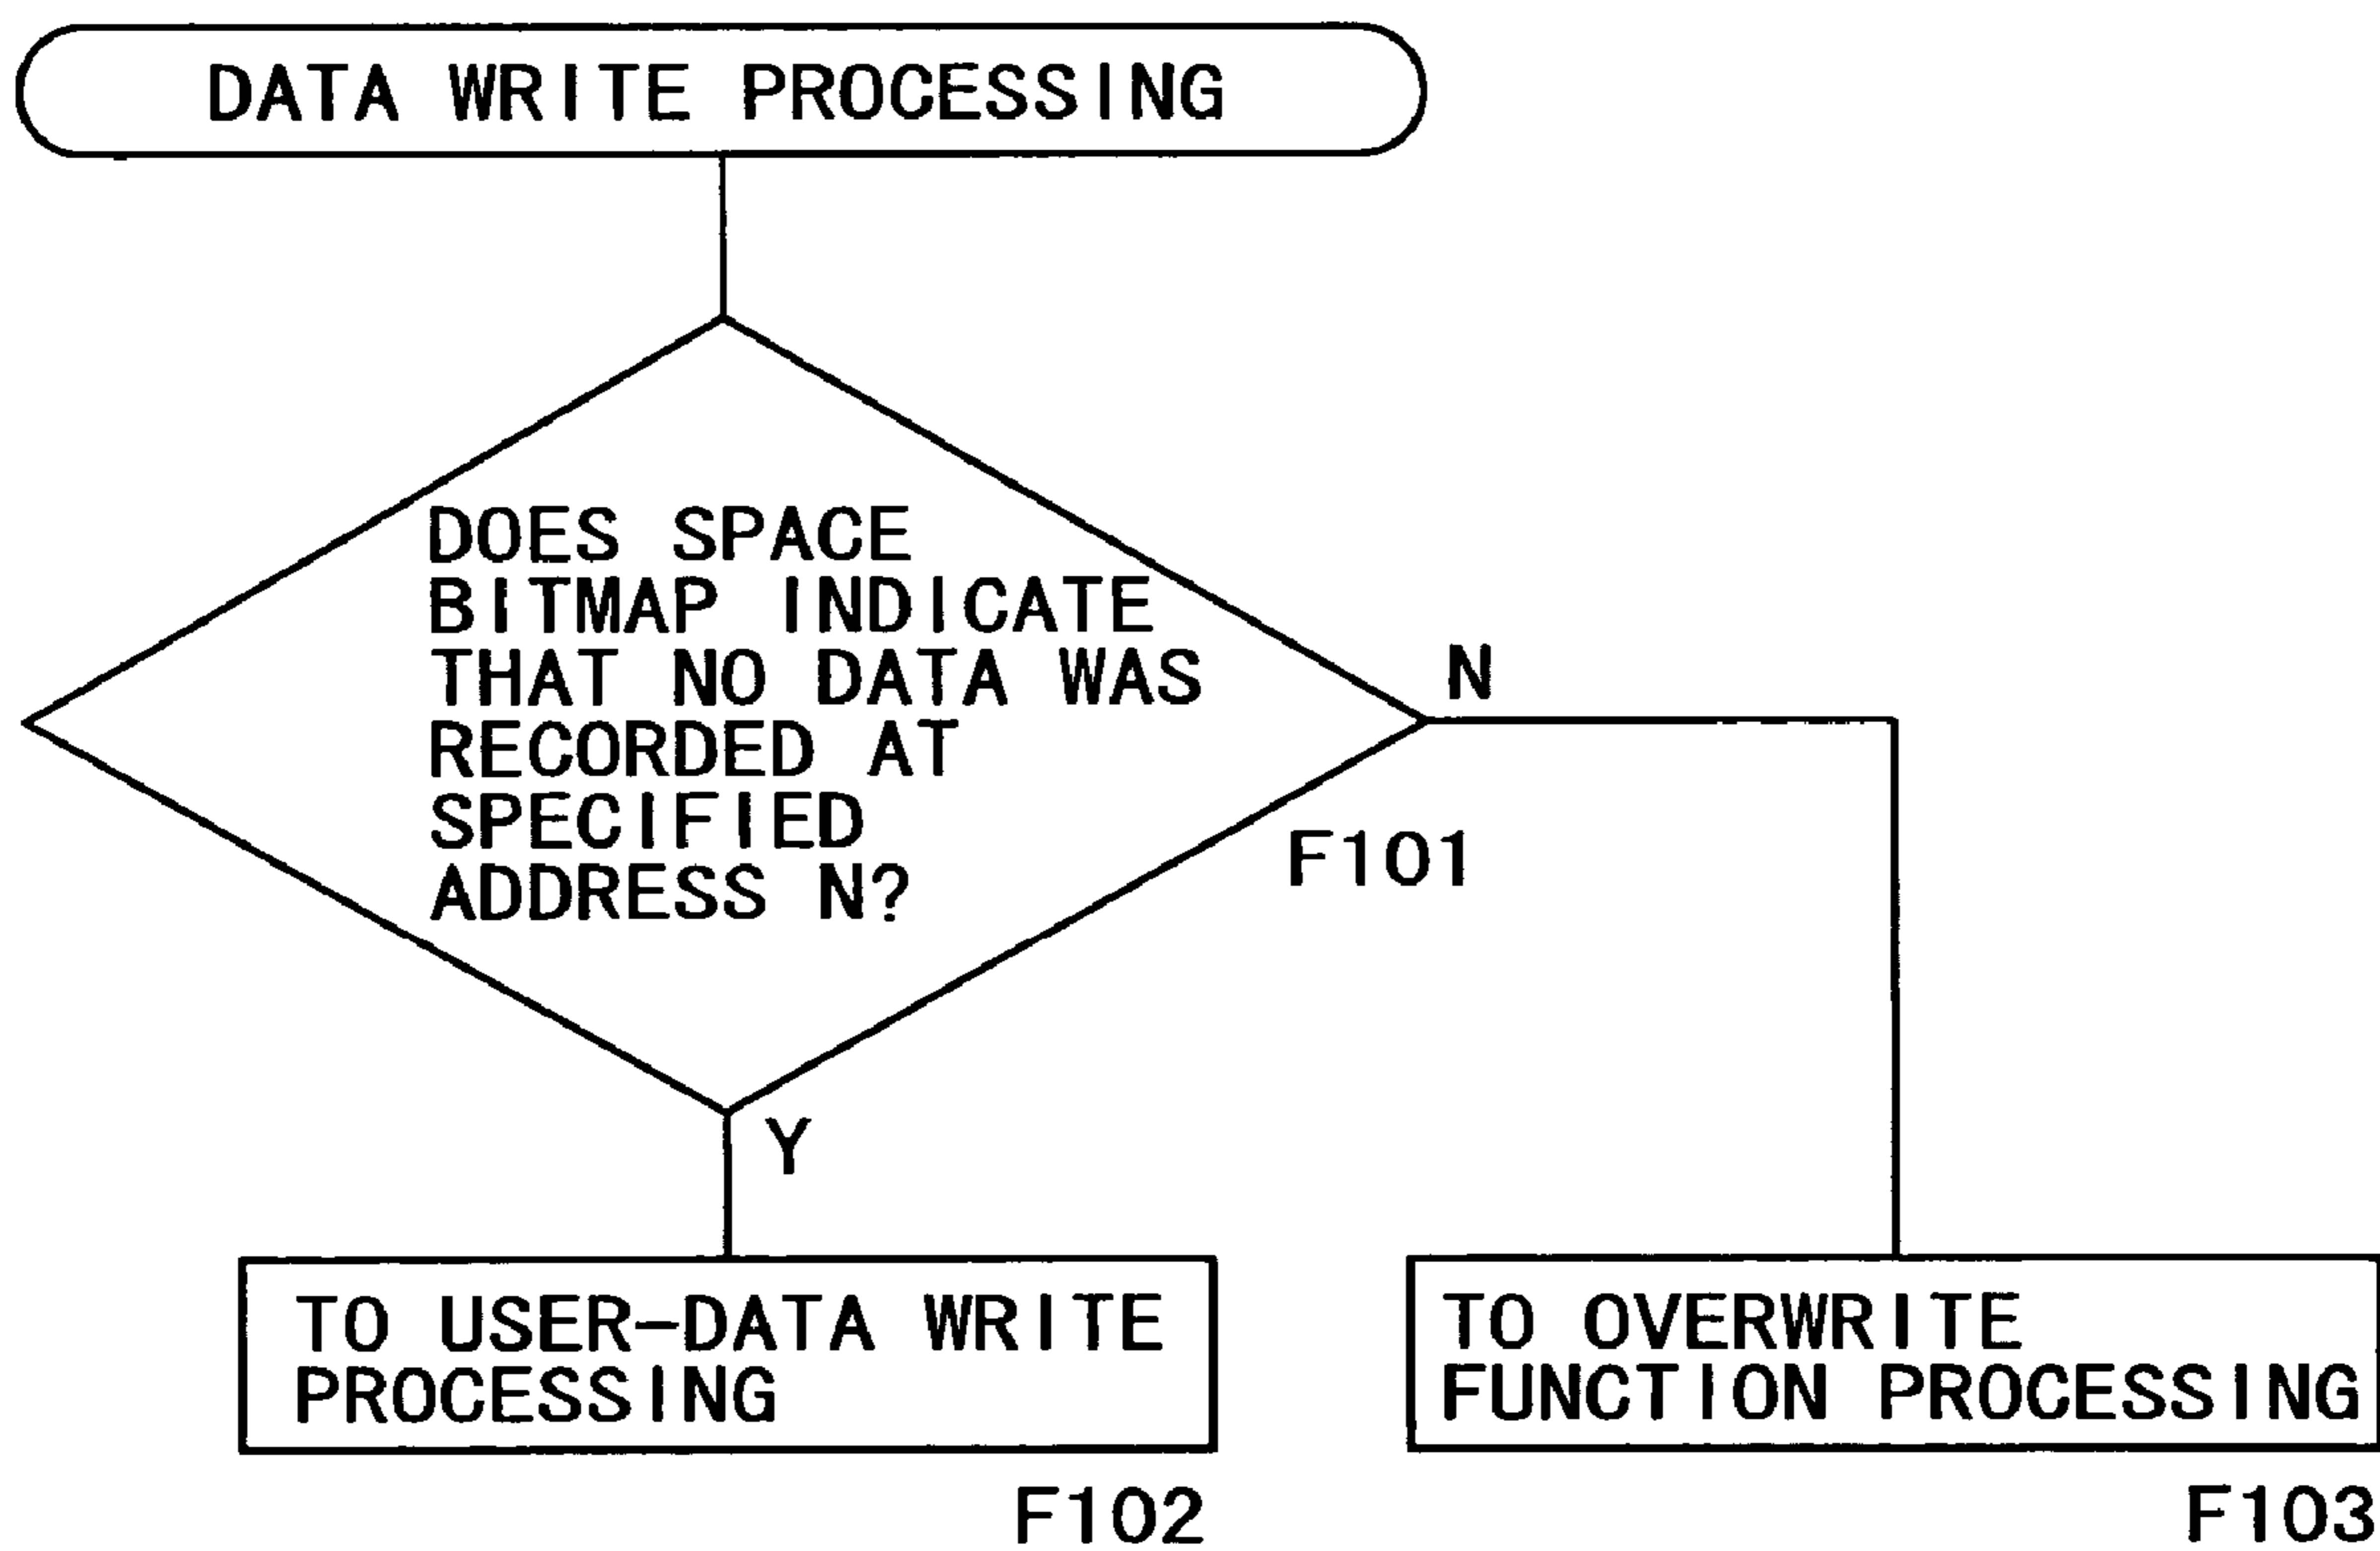 DATA WRITE PROCESSING
DOES SPACE
BITMAP INDICATE
THAT NO DATA WAS
RECORDED AT
SPECIFIED
ADDRESS N?
N
F101
Y
TO USER-DATA WRITE
PROCESSING
F102
TO OVERWRITE
FUNCTION PROCESSING
F103